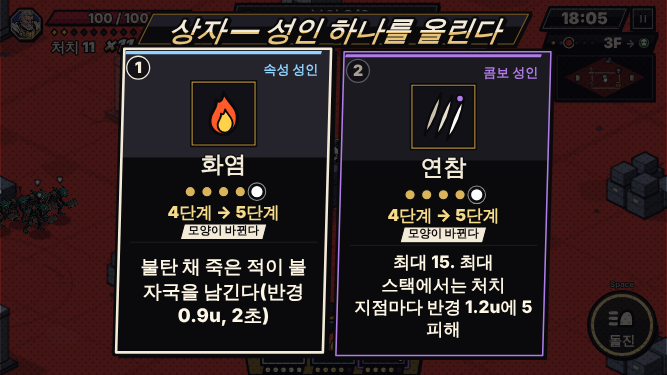 100 / 100
처치 11
상자 — 성인 하나를 올린다
18:05
3F →
1
속성 성인
화염
4단계 → 5단계
모양이 바뀐다
불탄 채 죽은 적이 불
자국을 남긴다(반경
0.9u, 2초)
2
콤보 성인
연참
4단계 → 5단계
모양이 바뀐다
최대 15. 최대
스택에서는 처치
지점마다 반경 1.2u에 5
피해
Space
돌진